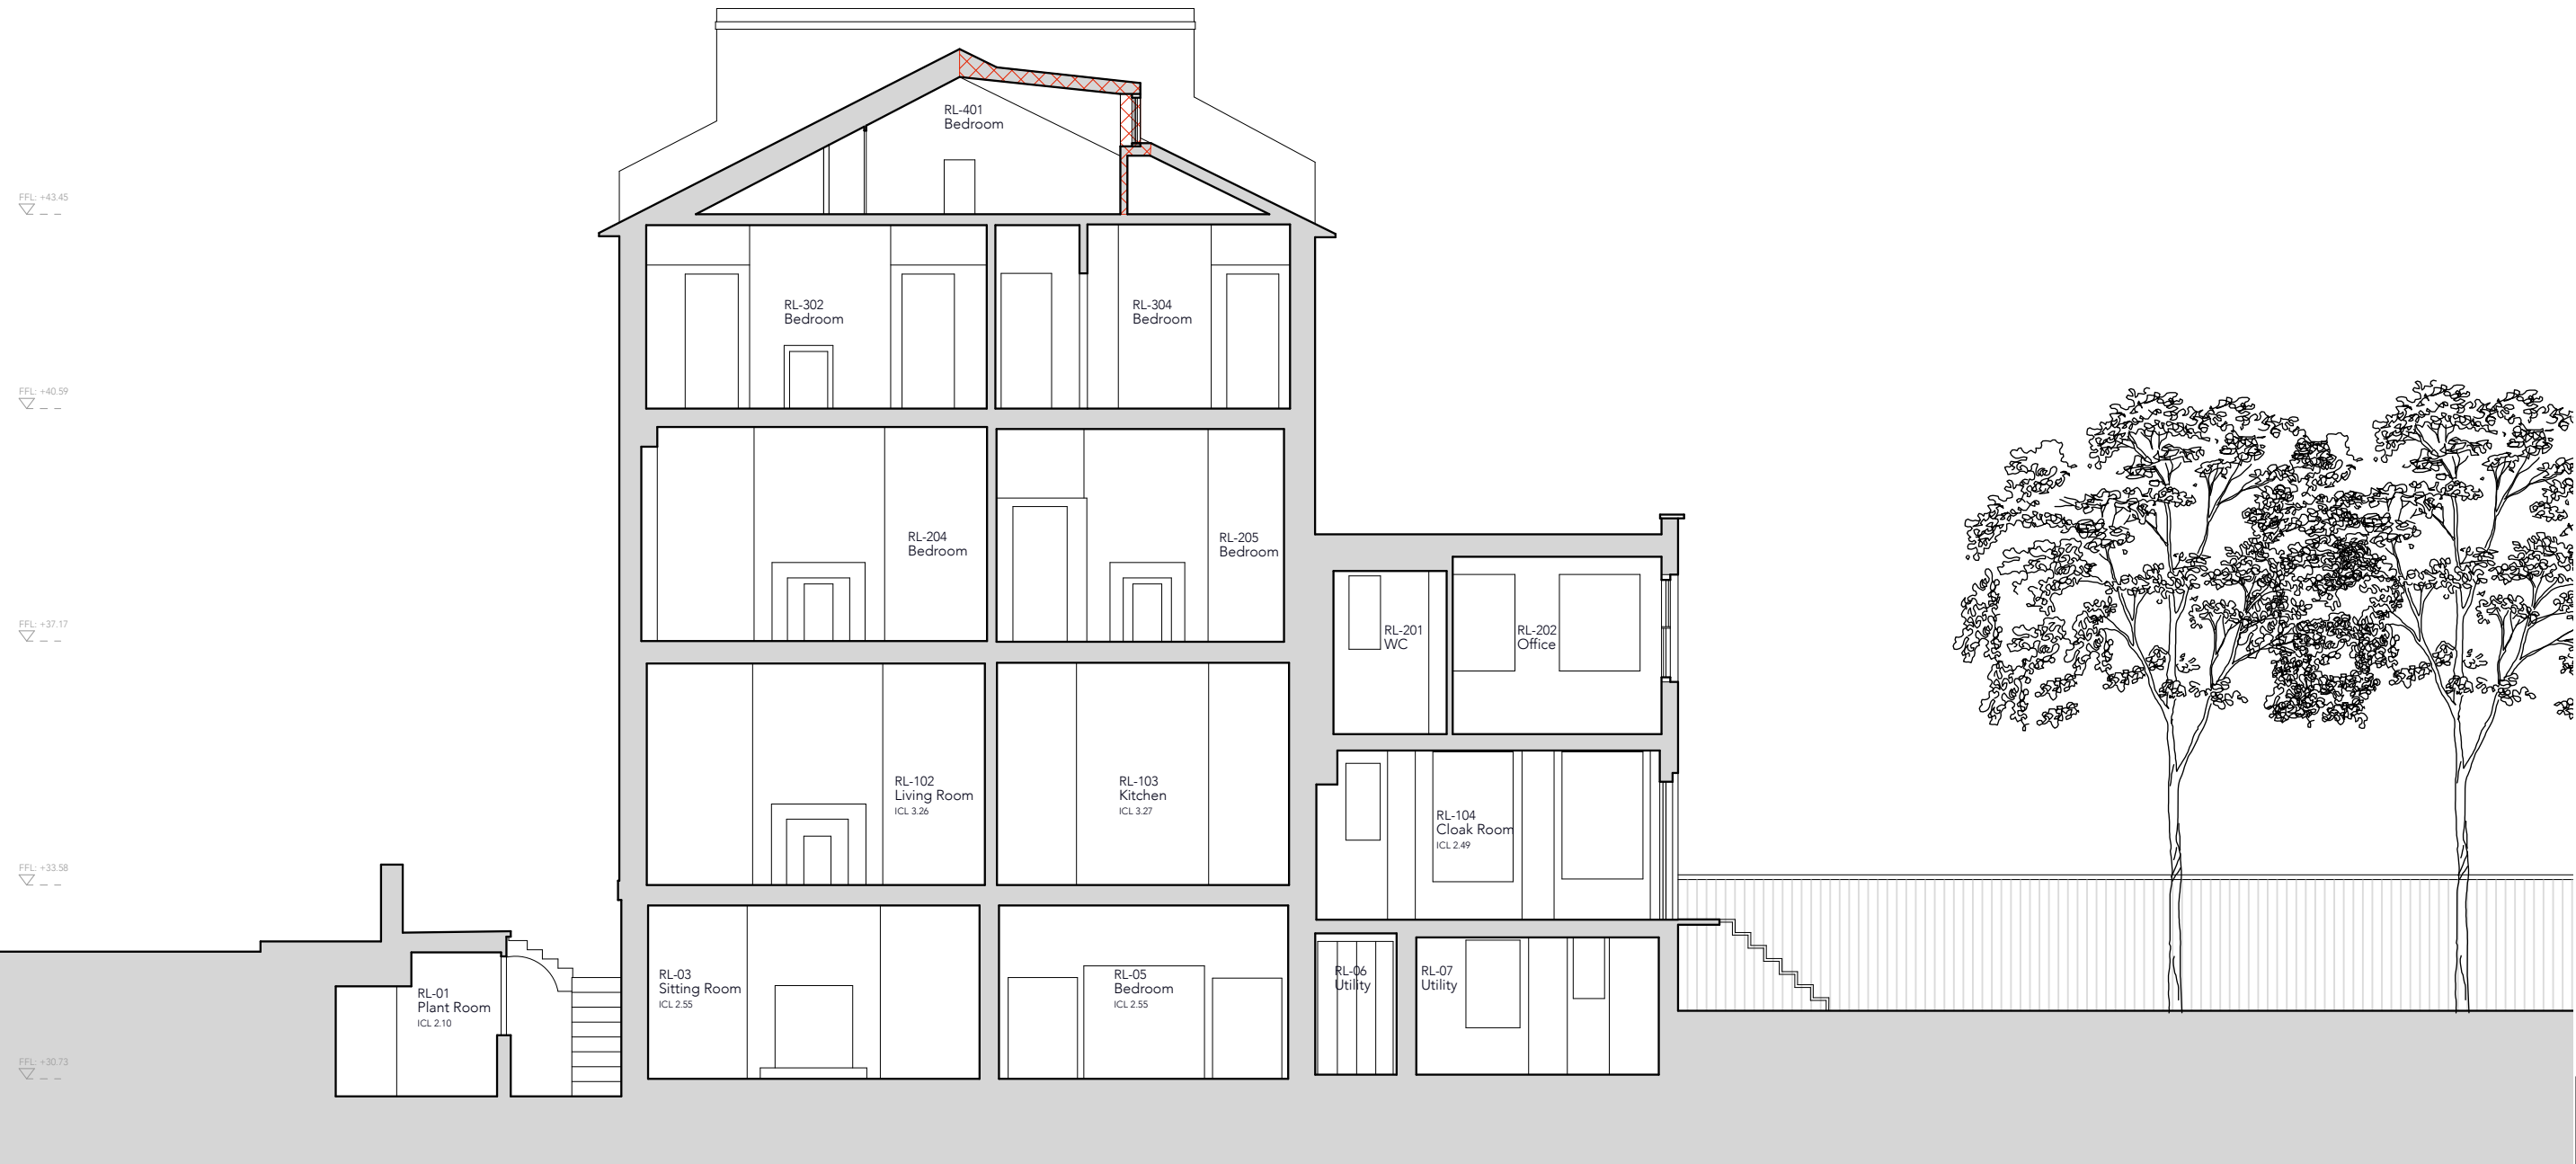 RL-401
Bedroom
FFL: +43.45
RL-302
Bedroom
RL-304
Bedroom
FFL: +40.59
RL-204
Bedroom
RL-205
Bedroom
FFL: +37.17
RL-201
WC
RL-202
Office
RL-102
Living Room
ICL 3.26
RL-103
Kitchen
ICL 3.27
RL-104
Cloak Room
ICL 2.49
FFL: +33.58
RL-01
Plant Room
ICL 2.10
RL-03
Sitting Room
ICL 2.55
RL-05
Bedroom
ICL 2.55
RL-06
Utility
RL-07
Utility
FFL: +30.73